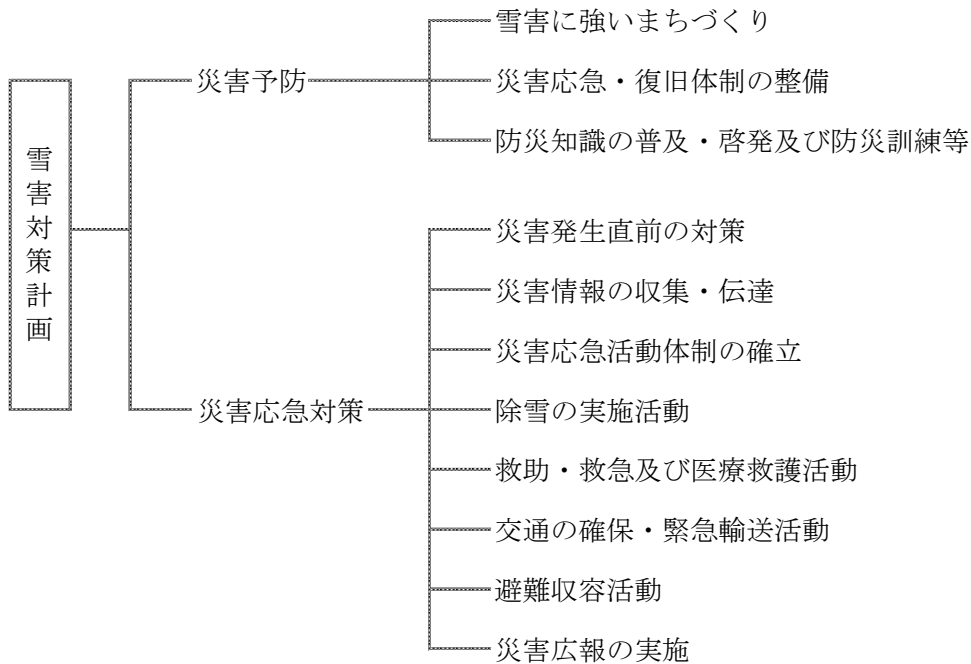 雪害対策計画
災害予防
雪害に強いまちづくり
災害応急・復旧体制の整備
防災知識の普及・啓発及び防災訓練等
災害応急対策
災害発生直前の対策
災害情報の収集・伝達
災害応急活動体制の確立
除雪の実施活動
救助・救急及び医療救護活動
交通の確保・緊急輸送活動
避難収容活動
災害広報の実施